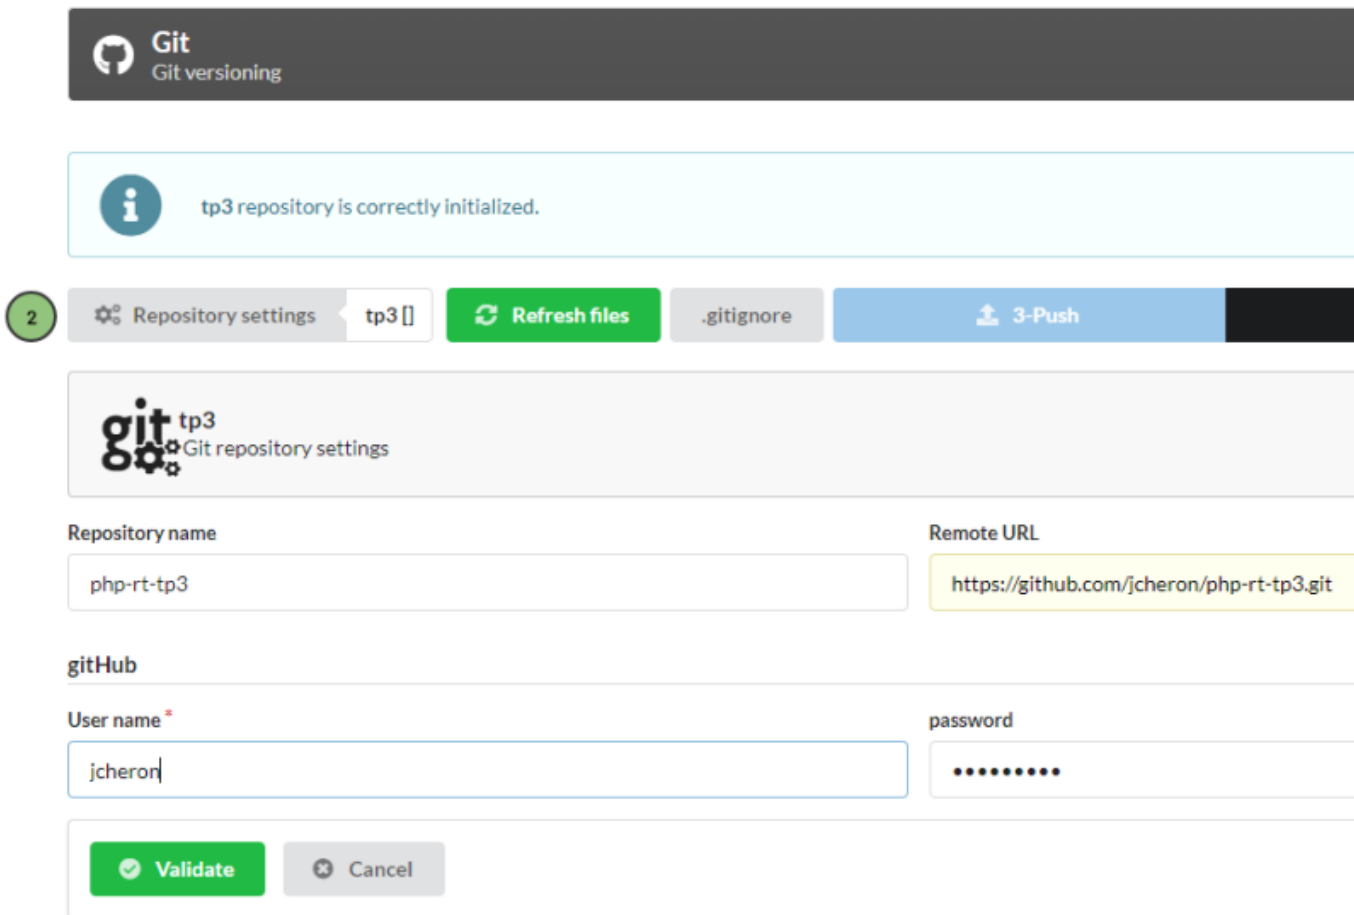 Git
Git versioning
tp3 repository is correctly initialized.
2 Repository settings tp3 [] Refresh files .gitignore 3-Push
git tp3
Git repository settings
Repository name Remote URL
php-rt-tp3 https://github.com/jcheron/php-rt-tp3.git
gitHub
User name * password
jcheron •••••••••
Validate Cancel